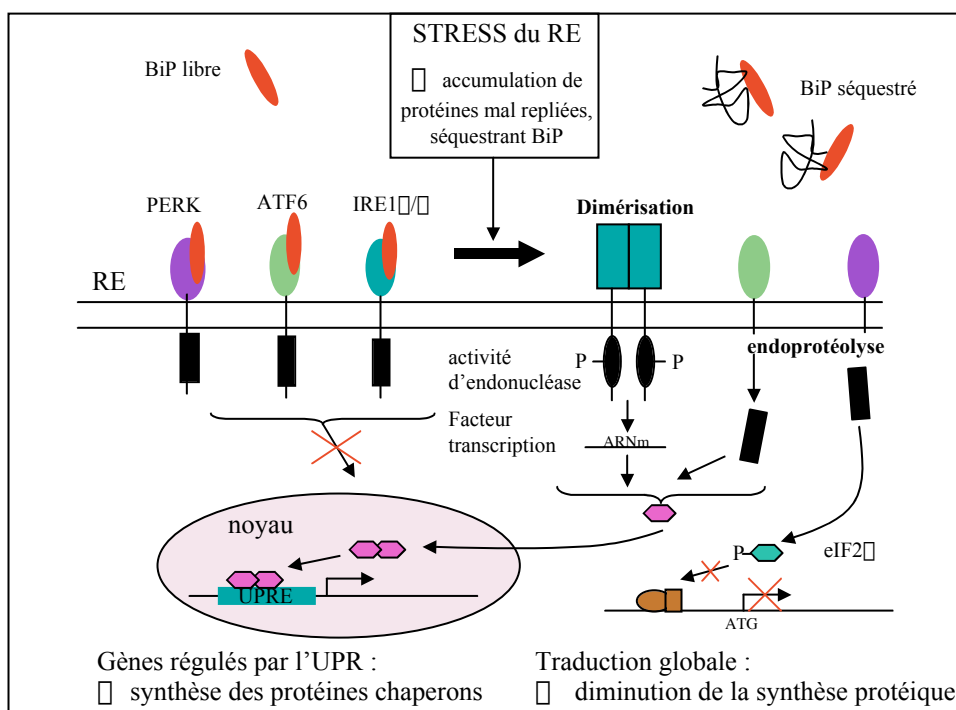 STRESS du RE
▯ accumulation de
protéines mal repliées,
séquestrant BiP
BiP libre
BiP séquestré
PERK
ATF6
IRE1▯/▯
Dimérisation
RE
endoprotéolyse
activité
d'endonucléase
P
P
Facteur
transcription
ARNm
noyau
UPRE
P
eIF2▯
ATG
Gènes régulés par l'UPR :
▯ synthèse des protéines chaperons
Traduction globale :
▯ diminution de la synthèse protéique